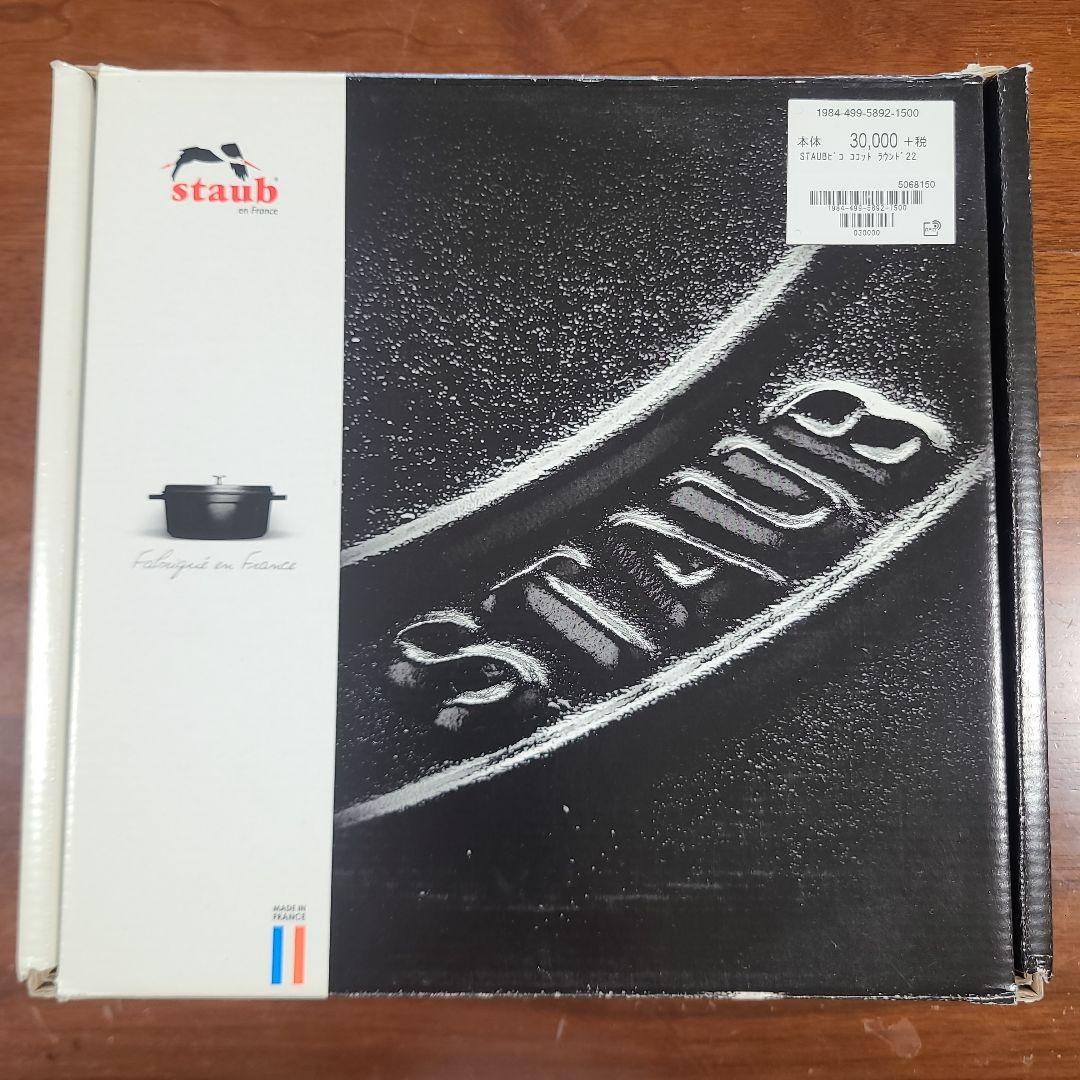 staub
en France
Fabriqué en France
MADE IN
FRANCE
STAUB
1984-499-5892-1500
本体 30,000 +税
STAUBピコ ココット ラウンド22
5068150
1984-499-5892-1500
030000